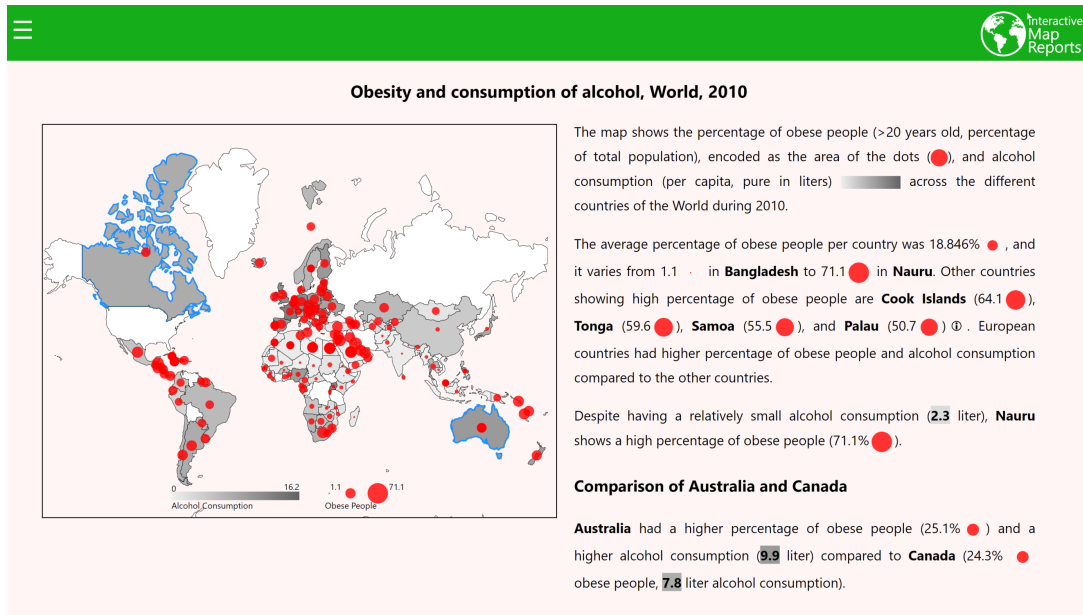 Interactive
Map
Reports
Obesity and consumption of alcohol, World, 2010
0
16.2
Alcohol Consumption
1.1
71.1
Obese People
The map shows the percentage of obese people (>20 years old, percentage
of total population), encoded as the area of the dots ( ), and alcohol
consumption (per capita, pure in liters) across the different
countries of the World during 2010.
The average percentage of obese people per country was 18.846% , and
it varies from 1.1 in Bangladesh to 71.1 in Nauru. Other countries
showing high percentage of obese people are Cook Islands (64.1 ),
Tonga (59.6 ), Samoa (55.5 ), and Palau (50.7 ) ⓘ . European
countries had higher percentage of obese people and alcohol consumption
compared to the other countries.
Despite having a relatively small alcohol consumption (2.3 liter), Nauru
shows a high percentage of obese people (71.1% ).
Comparison of Australia and Canada
Australia had a higher percentage of obese people (25.1% ) and a
higher alcohol consumption (9.9 liter) compared to Canada (24.3%
obese people, 7.8 liter alcohol consumption).